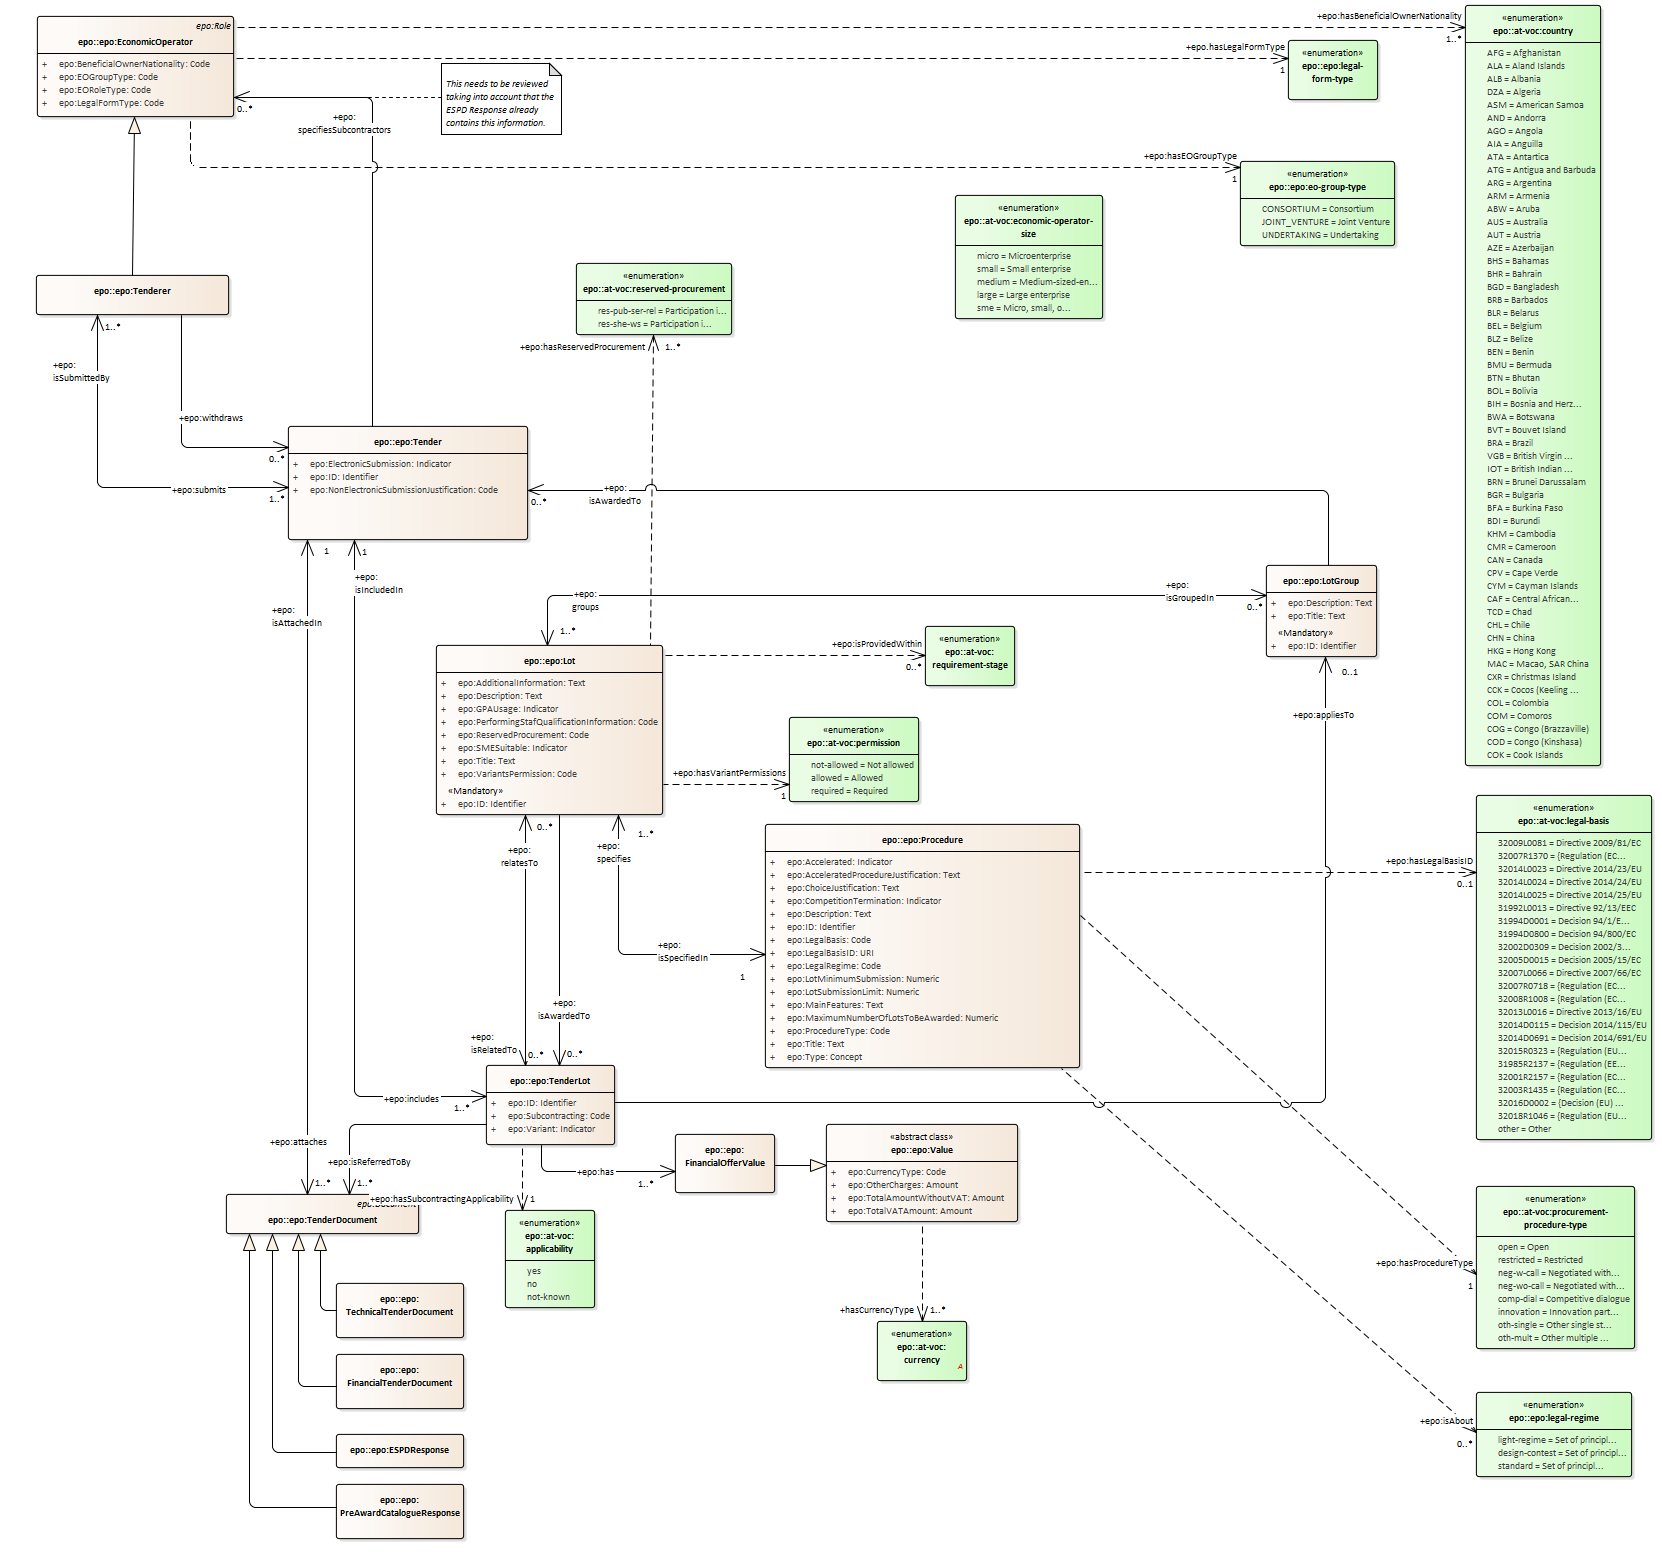 epo:Role
epo::epo:EconomicOperator
+ epo:BeneficialOwnerNationality: Code
+ epo:EOGroupType: Code
+ epo:EORoleType: Code
+ epo:LegalFormType: Code
This needs to be reviewed
taking into account that the
ESPD Response already
contains this information.
0..*
+epo:
specifiesSubcontractors
+epo:hasBeneficialOwnerNationality
1..*
+epo.hasLegalFormType
1
«enumeration»
epo::epo:legal-
form-type
+epo:hasEOGroupType
1
«enumeration»
epo::epo:eo-group-type
CONSORTIUM = Consortium
JOINT_VENTURE = Joint Venture
UNDERTAKING = Undertaking
«enumeration»
epo::at-voc:country
AFG = Afghanistan
ALA = Aland Islands
ALB = Albania
DZA = Algeria
ASM = American Samoa
AND = Andorra
AGO = Angola
AIA = Anguilla
ATA = Antartica
ATG = Antigua and Barbuda
ARG = Argentina
ARM = Armenia
ABW = Aruba
AUS = Australia
AUT = Austria
AZE = Azerbaijan
BHS = Bahamas
BHR = Bahrain
BGD = Bangladesh
BRB = Barbados
BLR = Belarus
BEL = Belgium
BLZ = Belize
BEN = Benin
BMU = Bermuda
BTN = Bhutan
BOL = Bolivia
BIH = Bosnia and Herz...
BWA = Botswana
BVT = Bouvet Island
BRA = Brazil
VGB = British Virgin ...
IOT = British Indian ...
BRN = Brunei Darussalam
BGR = Bulgaria
BFA = Burkina Faso
BDI = Burundi
KHM = Cambodia
CMR = Cameroon
CAN = Canada
CPV = Cape Verde
CYM = Cayman Islands
CAF = Central African...
TCD = Chad
CHL = Chile
CHN = China
HKG = Hong Kong
MAC = Macao, SAR China
CXR = Christmas Island
CCK = Cocos (Keeling ...
COL = Colombia
COM = Comoros
COG = Congo (Brazzaville)
COD = Congo (Kinshasa)
COK = Cook Islands
«enumeration»
epo::at-voc:economic-operator-
size
micro = Microenterprise
small = Small enterprise
medium = Medium-sized-en...
large = Large enterprise
sme = Micro, small, o...
«enumeration»
epo::at-voc:reserved-procurement
res-pub-ser-rel = Participation i...
res-she-ws = Participation i...
+epo:hasReservedProcurement
1..*
epo::epo:Tenderer
1..*
+epo:
isSubmittedBy
+epo:withdraws
0..*
+epo:submits
1..*
epo::epo:Tender
+ epo:ElectronicSubmission: Indicator
+ epo:ID: Identifier
+ epo:NonElectronicSubmissionJustification: Code
+epo:
isAwardedTo
0..*
1
1
+epo:
isIncludedIn
+epo:
isAttachedIn
+epo:
groups
1..*
+epo:
isGroupedIn
0..*
epo::epo:LotGroup
+ epo:Description: Text
+ epo:Title: Text
«Mandatory»
+ epo:ID: Identifier
0..1
+epo:appliesTo
epo::epo:Lot
+ epo:AdditionalInformation: Text
+ epo:Description: Text
+ epo:GPAUsage: Indicator
+ epo:PerformingStafQualificationInformation: Code
+ epo:ReservedProcurement: Code
+ epo:SMESuitable: Indicator
+ epo:Title: Text
+ epo:VariantsPermission: Code
«Mandatory»
+ epo:ID: Identifier
+epo:isProvidedWithin
0..*
«enumeration»
epo::at-voc:
requirement-stage
+epo:hasVariantPermissions
1
«enumeration»
epo::at-voc:permission
not-allowed = Not allowed
allowed = Allowed
required = Required
0..*
+epo:
relatesTo
1..*
+epo:
specifies
+epo:
isSpecifiedIn
1
epo::epo:Procedure
+ epo:Accelerated: Indicator
+ epo:AcceleratedProcedureJustification: Text
+ epo:ChoiceJustification: Text
+ epo:CompetitionTermination: Indicator
+ epo:Description: Text
+ epo:ID: Identifier
+ epo:LegalBasis: Code
+ epo:LegalBasisID: URI
+ epo:LegalRegime: Code
+ epo:LotMinimumSubmission: Numeric
+ epo:LotSubmissionLimit: Numeric
+ epo:MainFeatures: Text
+ epo:MaximumNumberOfLotsToBeAwarded: Numeric
+ epo:ProcedureType: Code
+ epo:Title: Text
+ epo:Type: Concept
+epo:hasLegalBasisID
0..1
«enumeration»
epo::at-voc:legal-basis
32009L0081 = Directive 2009/81/EC
32007R1370 = {Regulation (EC...
32014L0023 = Directive 2014/23/EU
32014L0024 = Directive 2014/24/EU
32014L0025 = Directive 2014/25/EU
31992L0013 = Directive 92/13/EEC
31994D0001 = Decision 94/1/E...
31994D0800 = Decision 94/800/EC
32002D0309 = Decision 2002/3...
32005D0015 = Decision 2005/15/EC
32007L0066 = Directive 2007/66/EC
32007R0718 = {Regulation (EC...
32008R1008 = {Regulation (EC...
32013L0016 = Directive 2013/16/EU
32014D0115 = Decision 2014/115/EU
32014D0691 = Decision 2014/691/EU
32015R0323 = {Regulation (EU...
31985R2137 = {Regulation (EE...
32001R2157 = {Regulation (EC...
32003R1435 = {Regulation (EC...
32016D0002 = {Decision (EU) ...
32018R1046 = {Regulation (EU...
other = Other
+epo:
isAwardedTo
+epo:
isRelatedTo
0..*
0..*
epo::epo:TenderLot
+ epo:ID: Identifier
+ epo:Subcontracting: Code
+ epo:Variant: Indicator
+epo:includes
1..*
+epo:attaches
1..*
+epo:isReferredToBy
1..*
+epo:has
1..*
epo::epo:
FinancialOfferValue
«abstract class»
epo::epo:Value
+ epo:CurrencyType: Code
+ epo:OtherCharges: Amount
+ epo:TotalAmountWithoutVAT: Amount
+ epo:TotalVATAmount: Amount
+epo:hasSubcontractingApplicability
1
epo:Document
epo::epo:TenderDocument
«enumeration»
epo::at-voc:
applicability
yes
no
not-known
+hasCurrencyType
1..*
«enumeration»
epo::at-voc:
currency
A
epo::epo:
TechnicalTenderDocument
epo::epo:
FinancialTenderDocument
epo::epo:ESPDResponse
epo::epo:
PreAwardCatalogueResponse
+epo:hasProcedureType
1
«enumeration»
epo::at-voc:procurement-
procedure-type
open = Open
restricted = Restricted
neg-w-call = Negotiated with...
neg-wo-call = Negotiated with...
comp-dial = Competitive dialogue
innovation = Innovation part...
oth-single = Other single st...
oth-mult = Other multiple ...
+epo:isAbout
0..*
«enumeration»
epo::epo:legal-regime
light-regime = Set of principl...
design-contest = Set of principl...
standard = Set of principl...